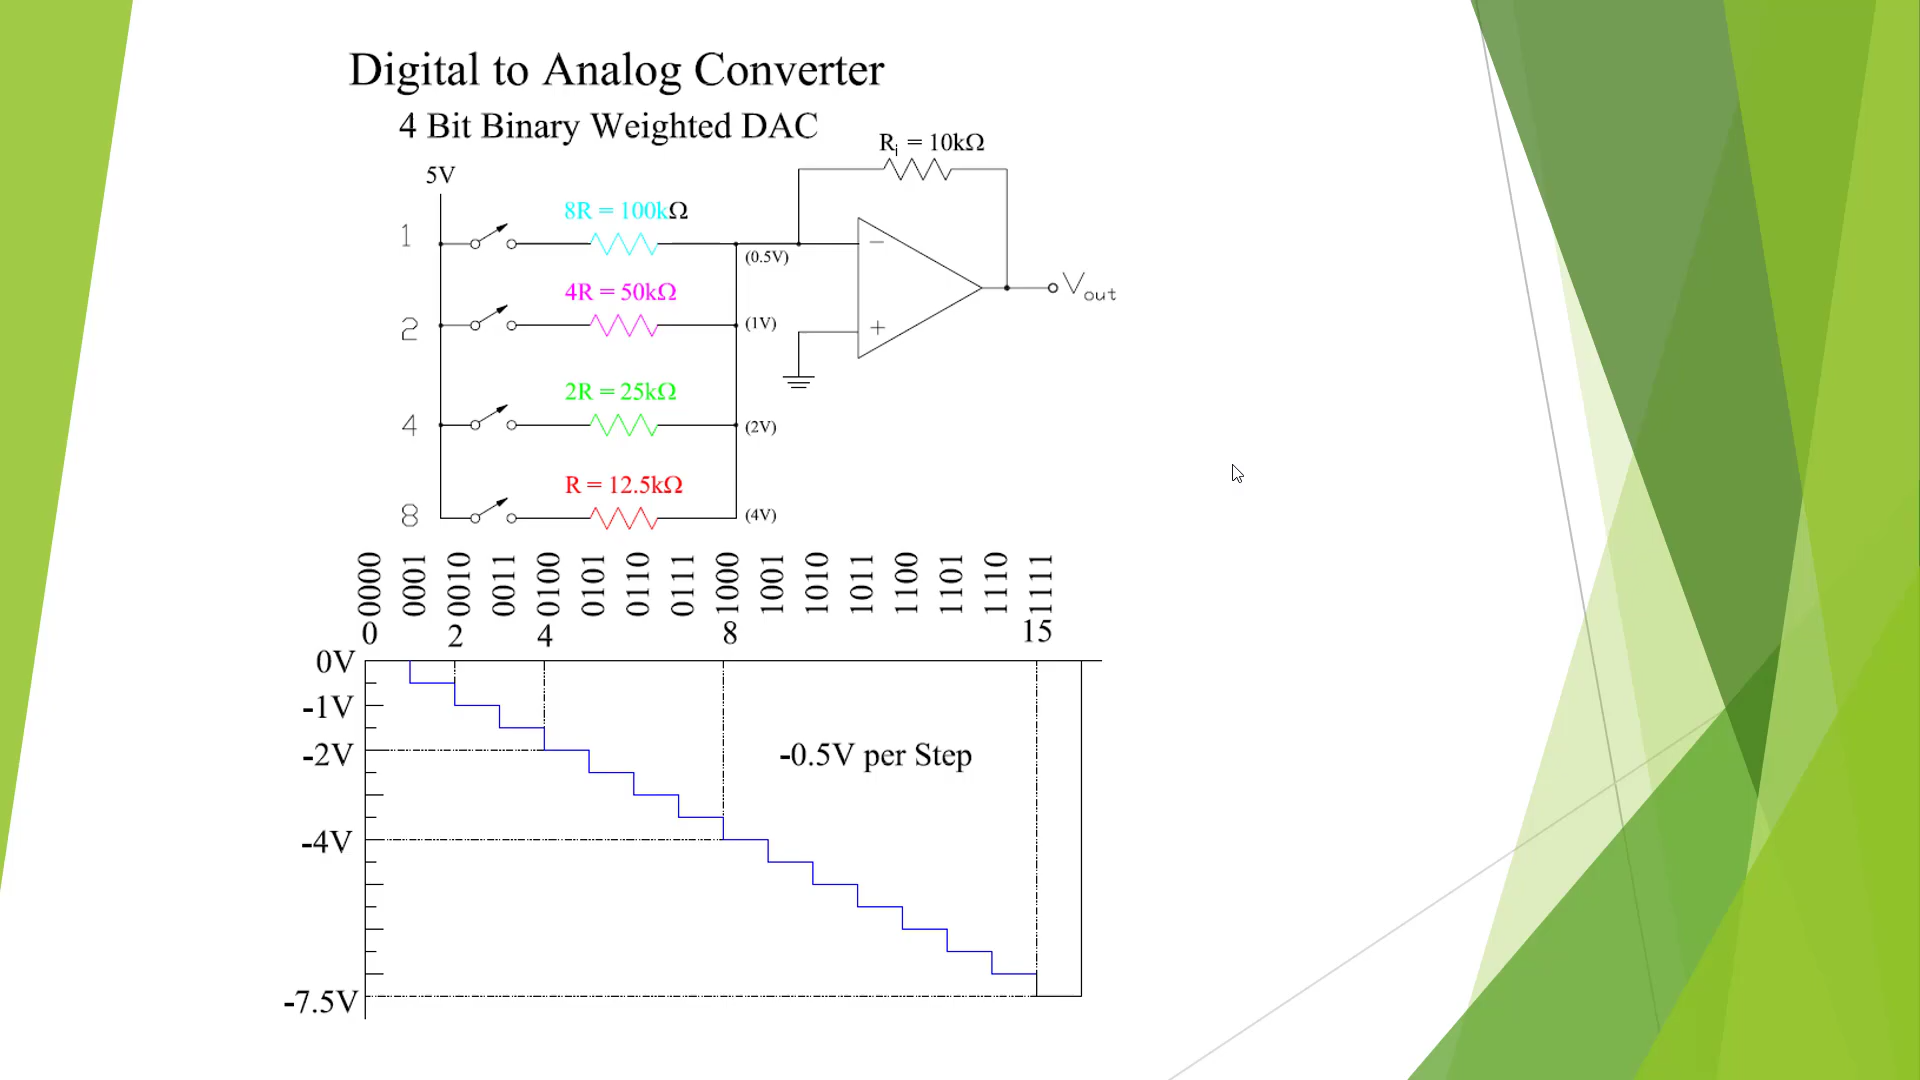 Digital to Analog Converter
4 Bit Binary Weighted DAC
Ri = 10kΩ
5V
1
8R = 100kΩ
(0.5V)
Vout
2
4R = 50kΩ
(1V)
4
2R = 25kΩ
(2V)
8
R = 12.5kΩ
(4V)
− +
0000 0001 0010 0011 0100 0101 0110 0111 1000 1001 1010 1011 1100 1101 1110 1111
0 2 4 8 15
0V
-1V
-2V
-0.5V per Step
-4V
-7.5V